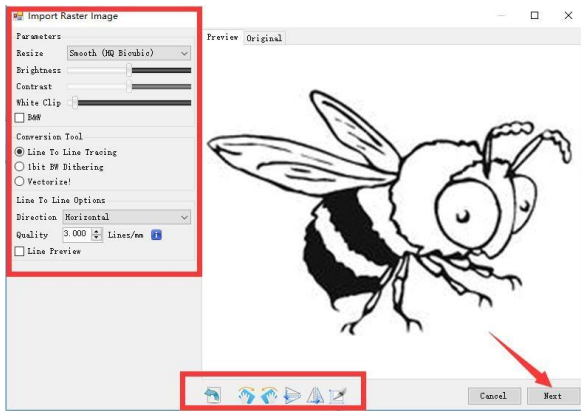 Import Raster Image
Parameters
Resize Smooth (HQ Bicubic)
Brightness
Contrast
White Clip
B&W
Conversion Tool
Line To Line Tracing
1bit BW Dithering
Vectorize!
Line To Line Options
Direction Horizontal
Quality 3.000 Lines/mm i
Line Preview
Preview Original
Cancel Next